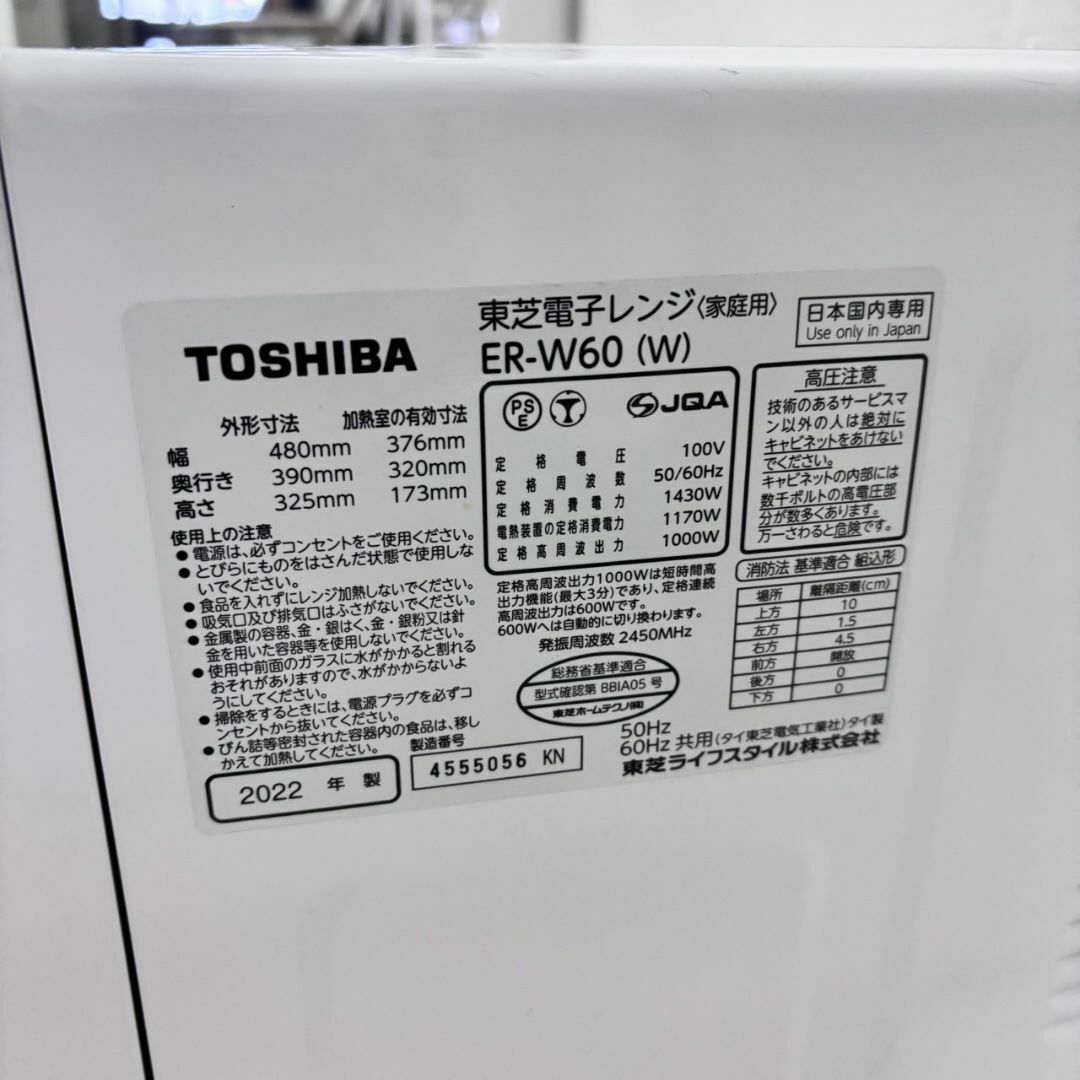 TOSHIBA
東芝電子レンジ〈家庭用〉
ER-W60 (W)
日本国内専用
Use only in Japan
外形寸法 加熱室の有効寸法
幅 480mm 376mm
奥行き 390mm 320mm
高さ 325mm 173mm
使用上の注意
●電源は、必ずコンセントをご使用ください。
●とびらにものをはさんだ状態で使用しな
いでください。
●食品を入れずにレンジ加熱しないでください。
●吸気口及び排気口はふさがないでください。
●金属製の容器、金・銀はく、金・銀粉又は針
金を用いた容器等を使用しないでください。
●使用中前面のガラスに水がかかると割れる
おそれがありますので、水がかからないよ
うにしてください。
●掃除をするときには、電源プラグを必ずコ
ンセントから抜いてください。
●びん詰等密封された容器内の食品は、移し
かえて加熱してください。
2022 年 製
製造番号
4555056 KN
PS
E
JQA
定格電圧 100V
定格周波数 50/60Hz
定格消費電力 1430W
電熱装置の定格消費電力 1170W
定格高周波出力 1000W
定格高周波出力1000Wは短時間高
出力機能(最大3分)であり、定格連続
高周波出力は600Wです。
600Wへは自動的に切り換わります。
発振周波数 2450MHz
総務省基準適合
型式確認第 BBIA05 号
東芝ホームテクノ(株)
高圧注意
技術のあるサービスマ
ン以外の人は絶対に
キャビネットをあけない
でください。
キャビネットの内部には
数千ボルトの高電圧部
分が数多くあります。
万一さわると危険です。
消防法 基準適合 組込形
場所 離隔距離(cm)
上方 10
左方 1.5
右方 4.5
前方 開放
後方 0
下方 0
50Hz
60Hz 共用 (タイ東芝電気工業社)タイ製
東芝ライフスタイル株式会社